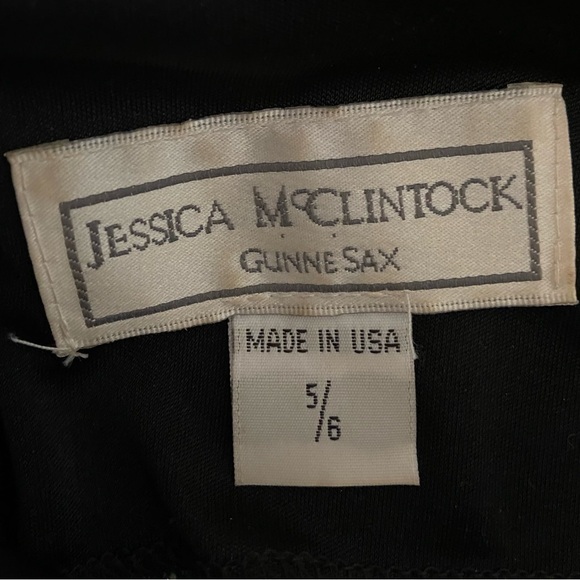 JESSICA McCLINTOCK
GUNNE SAX
MADE IN USA
5/6